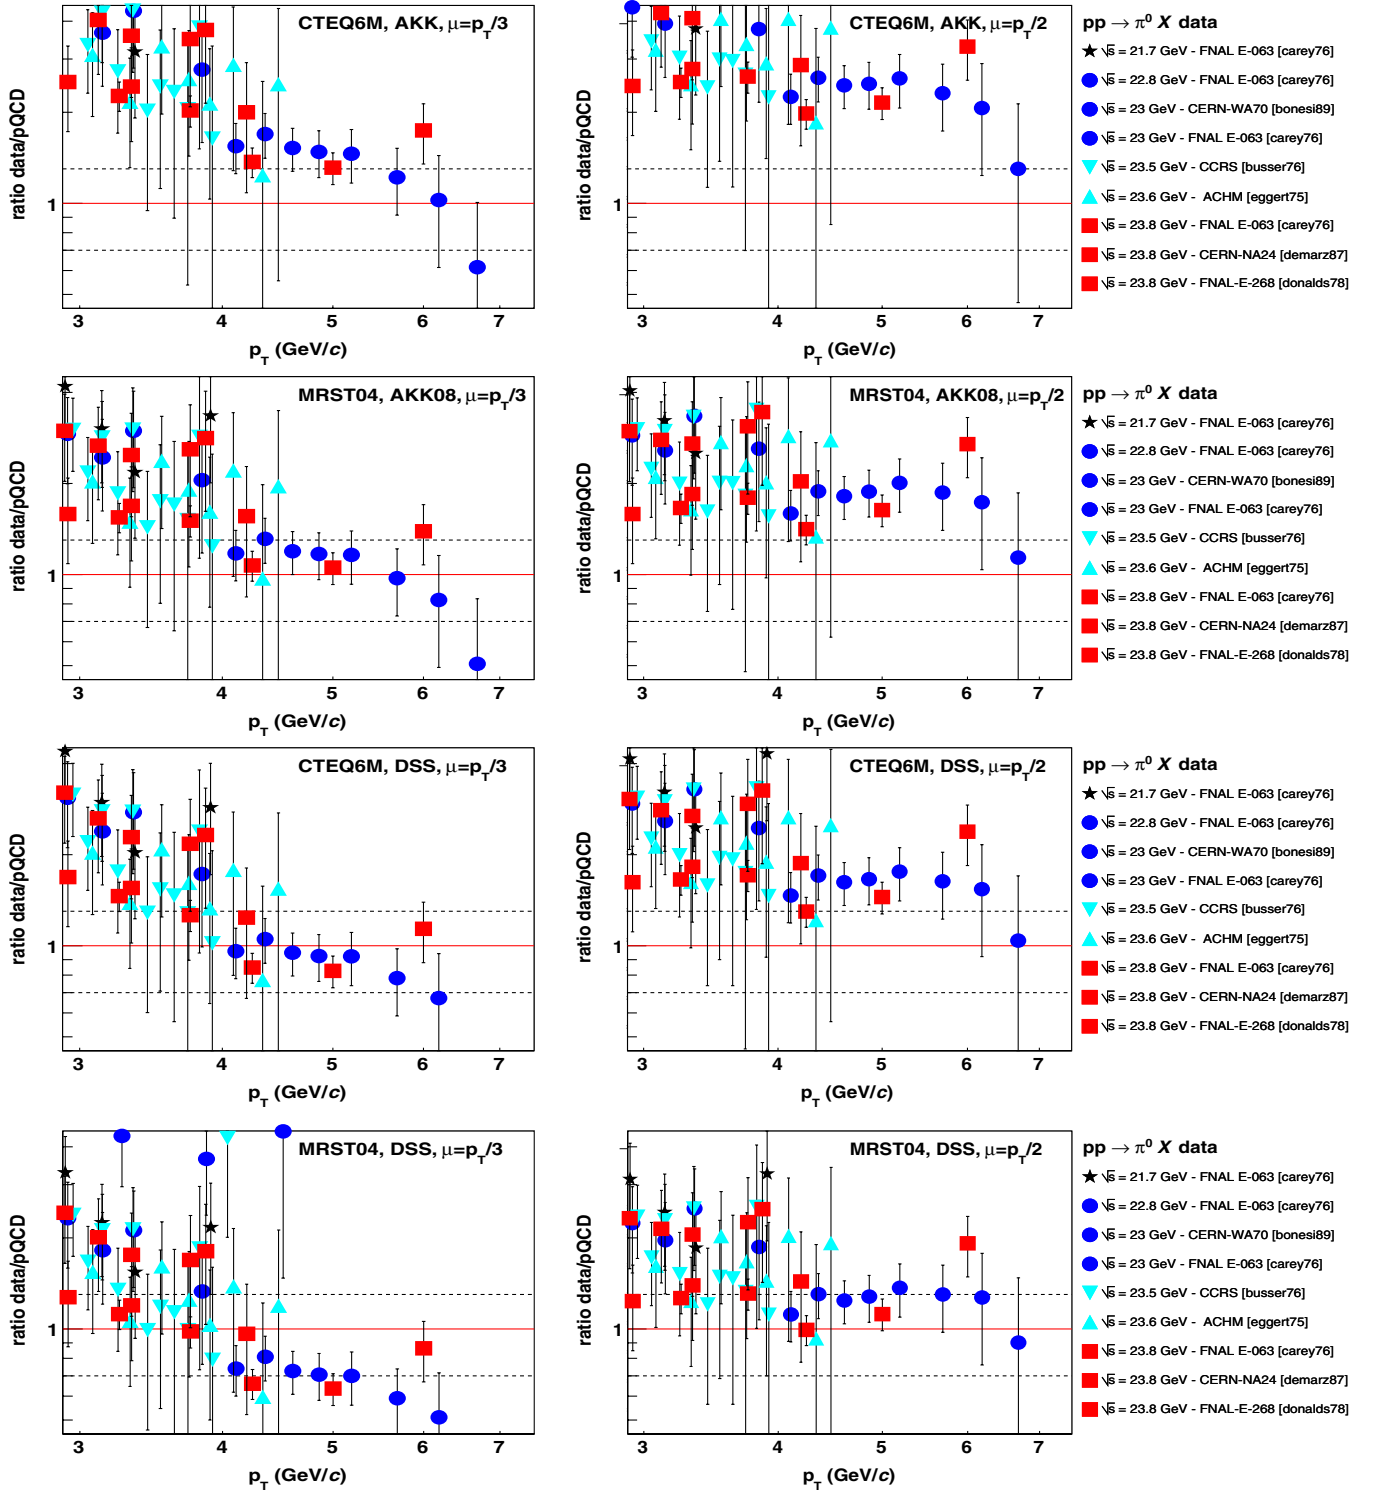 CTEQ6M, AKK, μ=p_T/3
ratio data/pQCD
1
3 4 5 6 7
p_T (GeV/c)
CTEQ6M, AKK, μ=p_T/2
ratio data/pQCD
1
3 4 5 6 7
p_T (GeV/c)
pp → π⁰ X data
√s = 21.7 GeV - FNAL E-063 [carey76]
√s = 22.8 GeV - FNAL E-063 [carey76]
√s = 23 GeV - CERN-WA70 [bonesi89]
√s = 23 GeV - FNAL E-063 [carey76]
√s = 23.5 GeV - CCRS [busser76]
√s = 23.6 GeV - ACHM [eggert75]
√s = 23.8 GeV - FNAL E-063 [carey76]
√s = 23.8 GeV - CERN-NA24 [demarz87]
√s = 23.8 GeV - FNAL-E-268 [donalds78]
MRST04, AKK08, μ=p_T/3
ratio data/pQCD
1
3 4 5 6 7
p_T (GeV/c)
MRST04, AKK08, μ=p_T/2
ratio data/pQCD
1
3 4 5 6 7
p_T (GeV/c)
pp → π⁰ X data
√s = 21.7 GeV - FNAL E-063 [carey76]
√s = 22.8 GeV - FNAL E-063 [carey76]
√s = 23 GeV - CERN-WA70 [bonesi89]
√s = 23 GeV - FNAL E-063 [carey76]
√s = 23.5 GeV - CCRS [busser76]
√s = 23.6 GeV - ACHM [eggert75]
√s = 23.8 GeV - FNAL E-063 [carey76]
√s = 23.8 GeV - CERN-NA24 [demarz87]
√s = 23.8 GeV - FNAL-E-268 [donalds78]
CTEQ6M, DSS, μ=p_T/3
ratio data/pQCD
1
3 4 5 6 7
p_T (GeV/c)
CTEQ6M, DSS, μ=p_T/2
ratio data/pQCD
1
3 4 5 6 7
p_T (GeV/c)
pp → π⁰ X data
√s = 21.7 GeV - FNAL E-063 [carey76]
√s = 22.8 GeV - FNAL E-063 [carey76]
√s = 23 GeV - CERN-WA70 [bonesi89]
√s = 23 GeV - FNAL E-063 [carey76]
√s = 23.5 GeV - CCRS [busser76]
√s = 23.6 GeV - ACHM [eggert75]
√s = 23.8 GeV - FNAL E-063 [carey76]
√s = 23.8 GeV - CERN-NA24 [demarz87]
√s = 23.8 GeV - FNAL-E-268 [donalds78]
MRST04, DSS, μ=p_T/3
ratio data/pQCD
1
3 4 5 6 7
p_T (GeV/c)
MRST04, DSS, μ=p_T/2
ratio data/pQCD
1
3 4 5 6 7
p_T (GeV/c)
pp → π⁰ X data
√s = 21.7 GeV - FNAL E-063 [carey76]
√s = 22.8 GeV - FNAL E-063 [carey76]
√s = 23 GeV - CERN-WA70 [bonesi89]
√s = 23 GeV - FNAL E-063 [carey76]
√s = 23.5 GeV - CCRS [busser76]
√s = 23.6 GeV - ACHM [eggert75]
√s = 23.8 GeV - FNAL E-063 [carey76]
√s = 23.8 GeV - CERN-NA24 [demarz87]
√s = 23.8 GeV - FNAL-E-268 [donalds78]